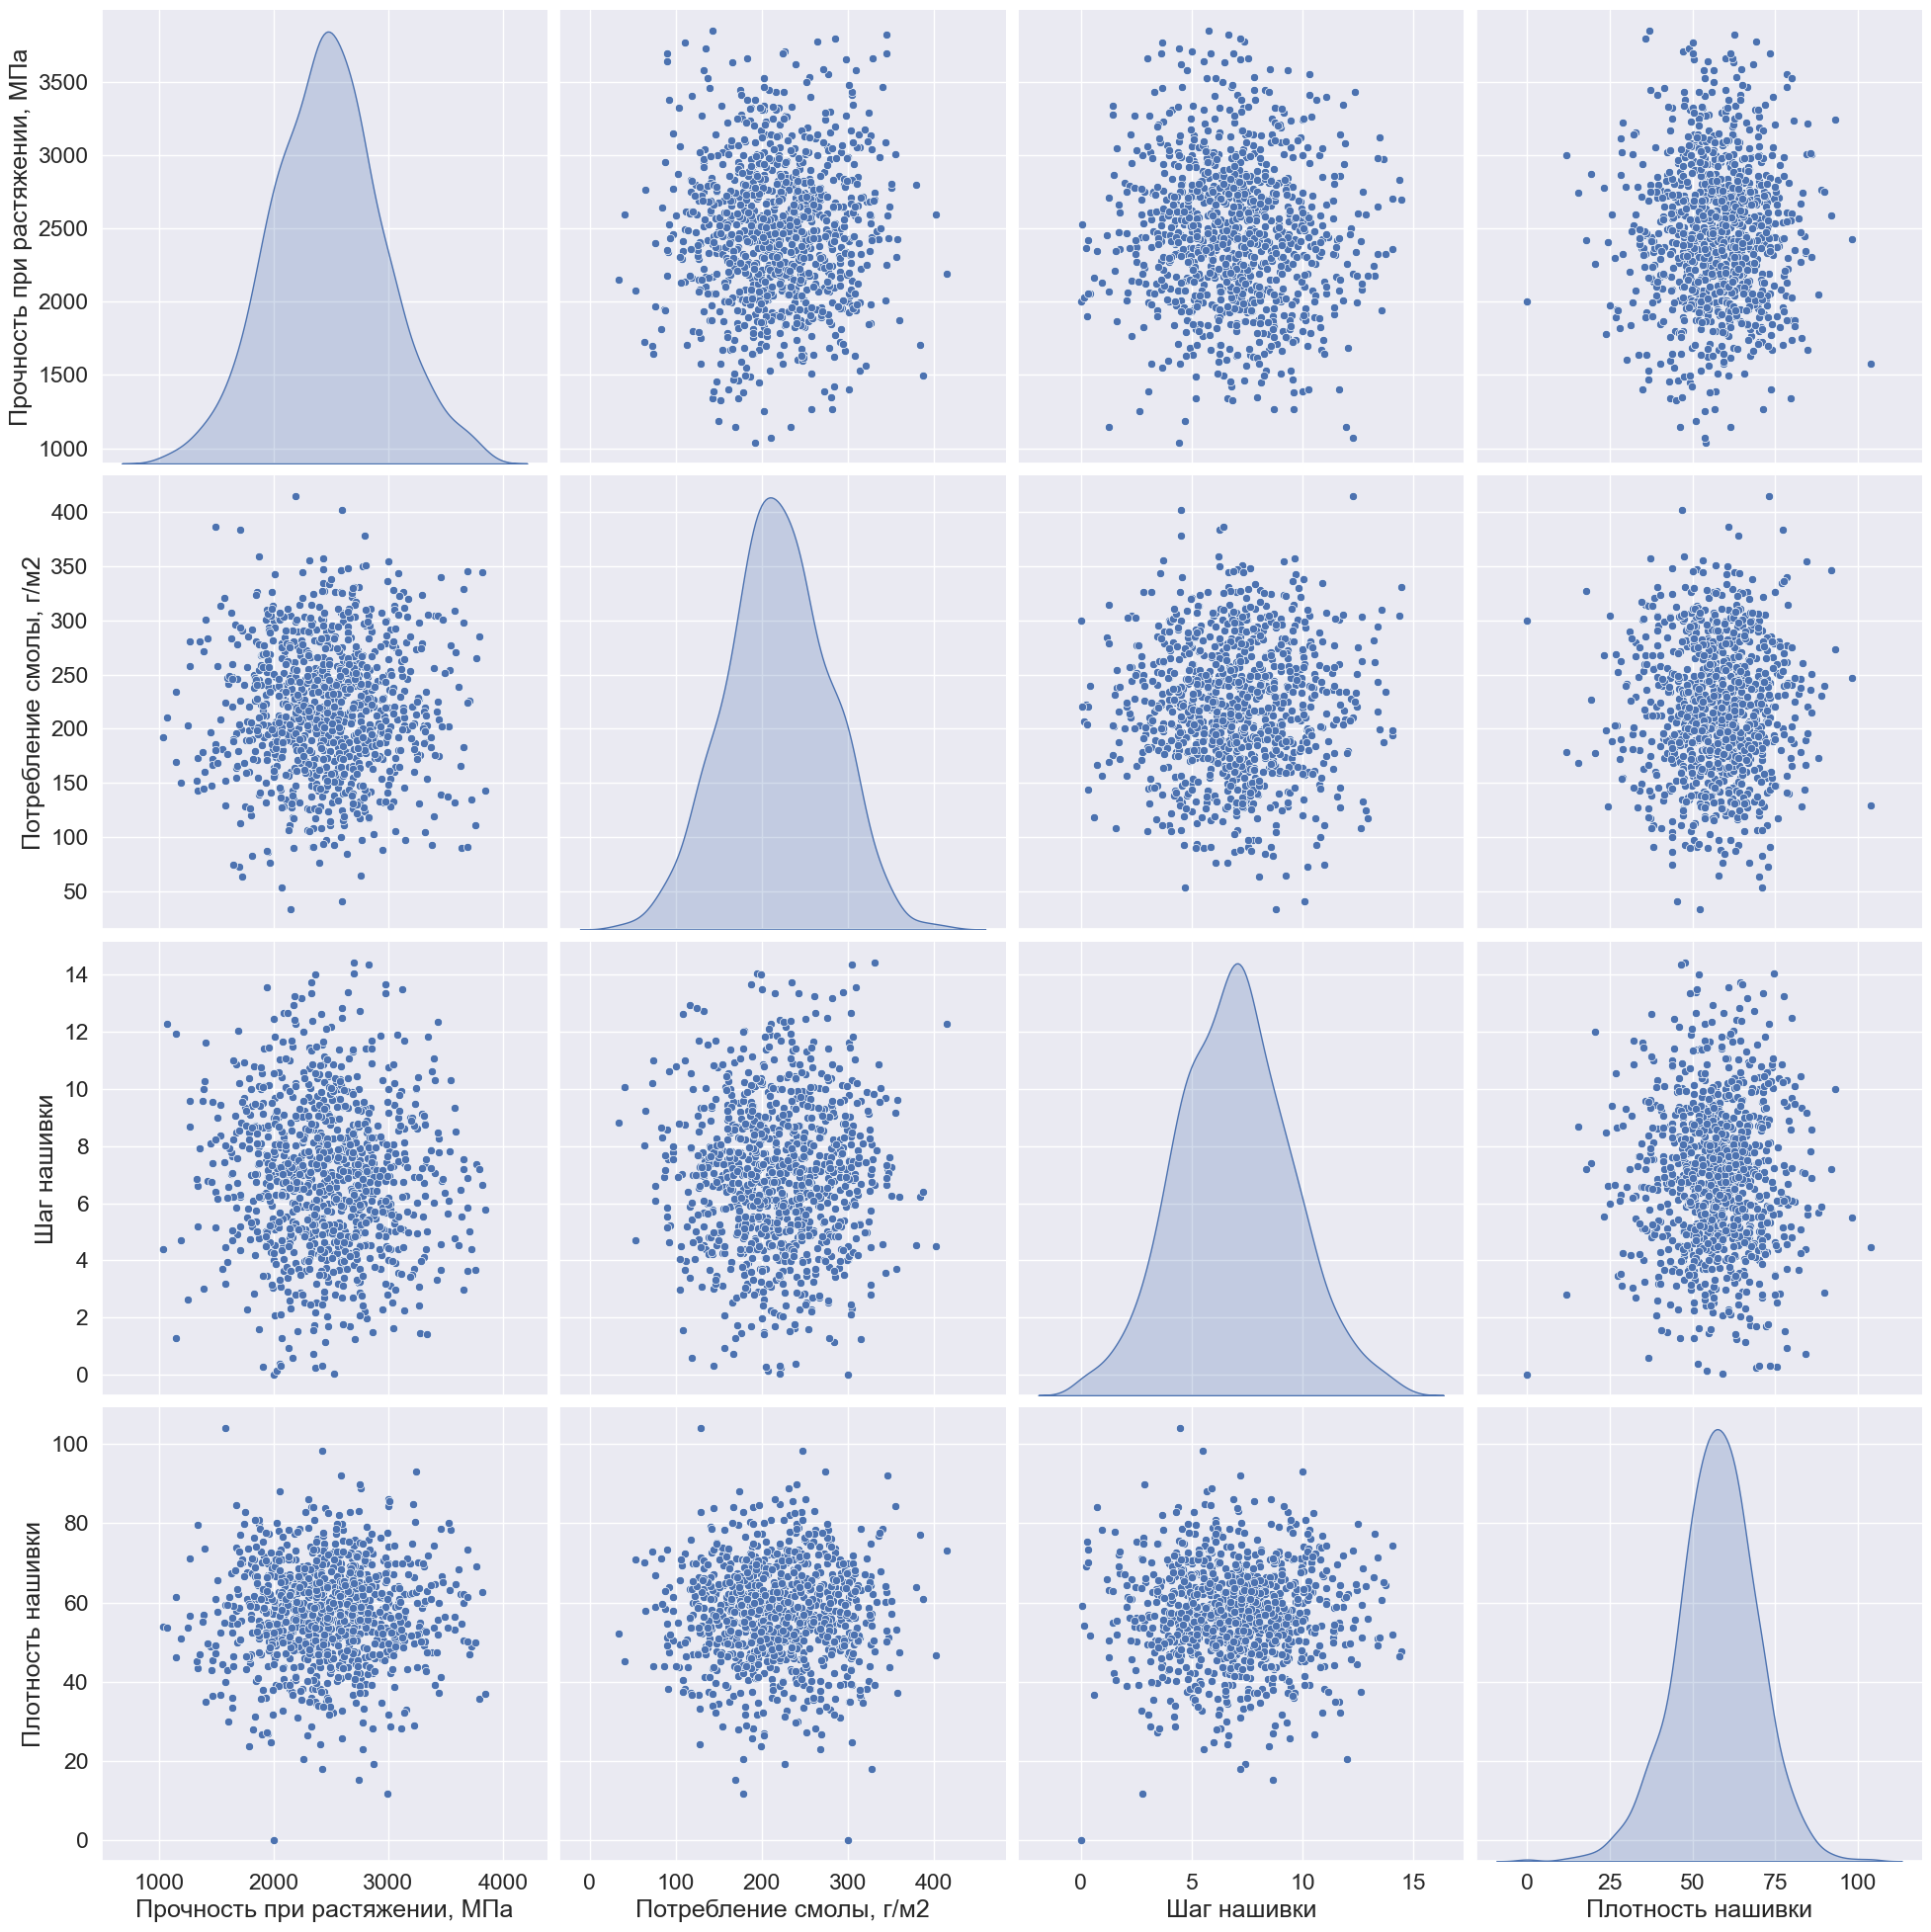 Прочность при растяжении, МПа
3500
3000
2500
2000
1500
1000
Потребление смолы, г/м2
400
350
300
250
200
150
100
50
Шаг нашивки
14
12
10
8
6
4
2
0
Плотность нашивки
100
80
60
40
20
0
1000 2000 3000 4000
0 100 200 300 400
0 5 10 15
0 25 50 75 100
Прочность при растяжении, МПа
Потребление смолы, г/м2
Шаг нашивки
Плотность нашивки